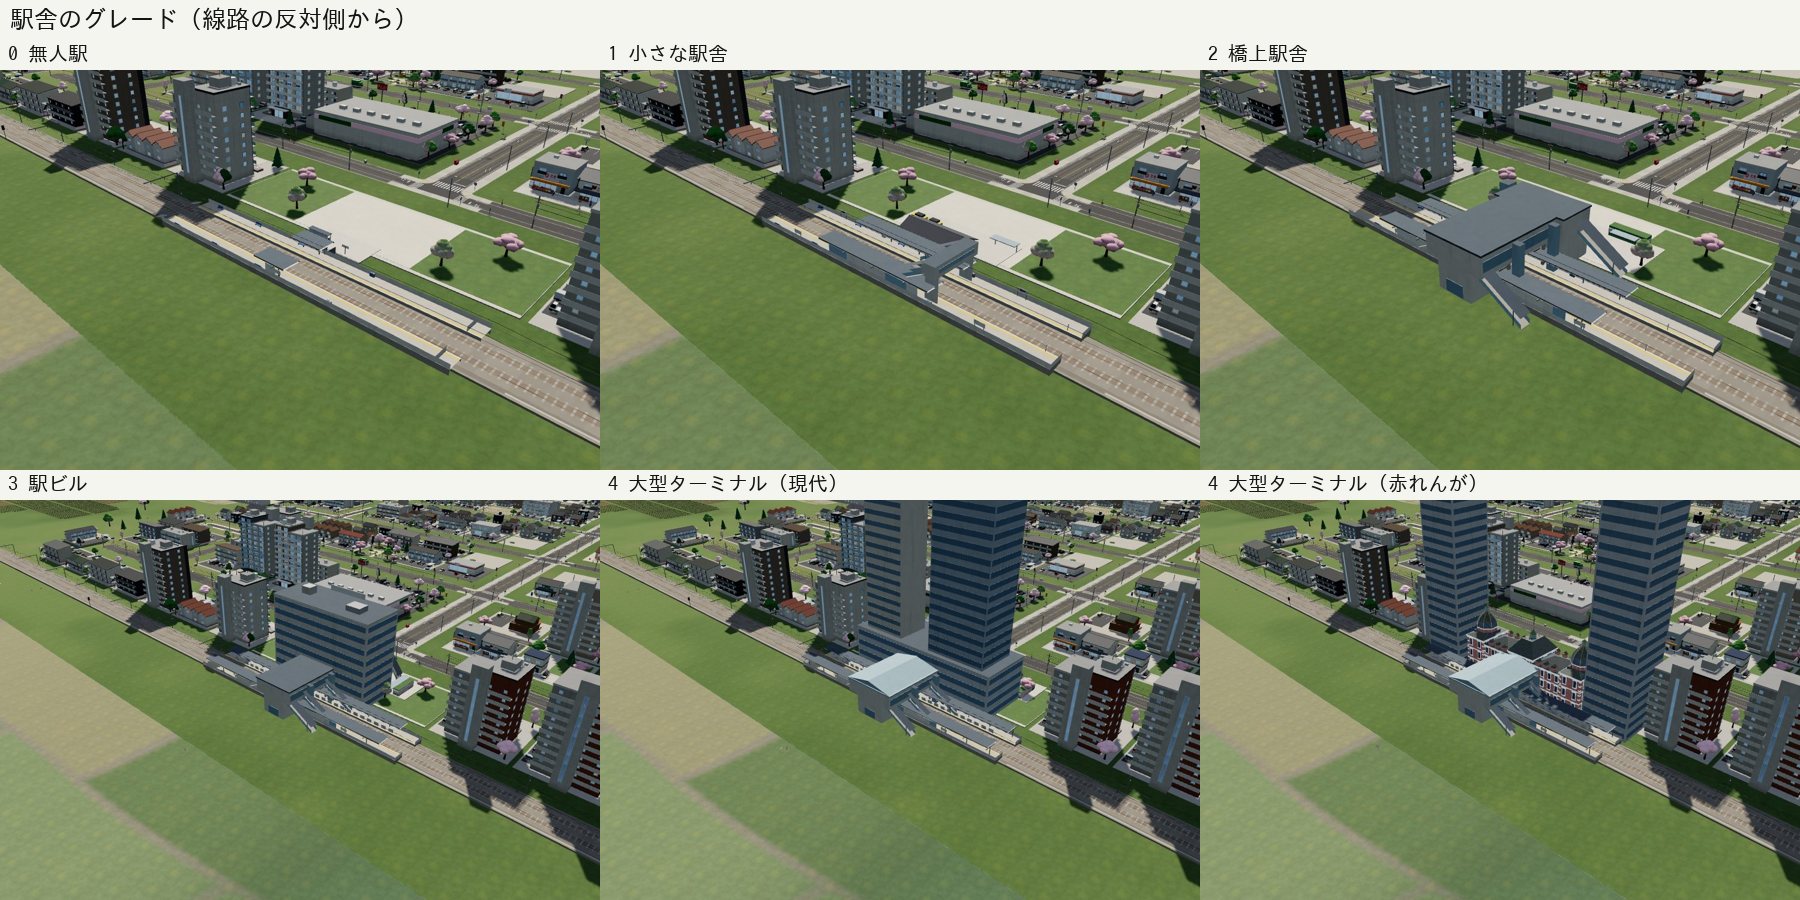 駅舎のグレード（線路の反対側から）
0 無人駅
1 小さな駅舎
2 橋上駅舎
3 駅ビル
4 大型ターミナル（現代）
4 大型ターミナル（赤れんが）